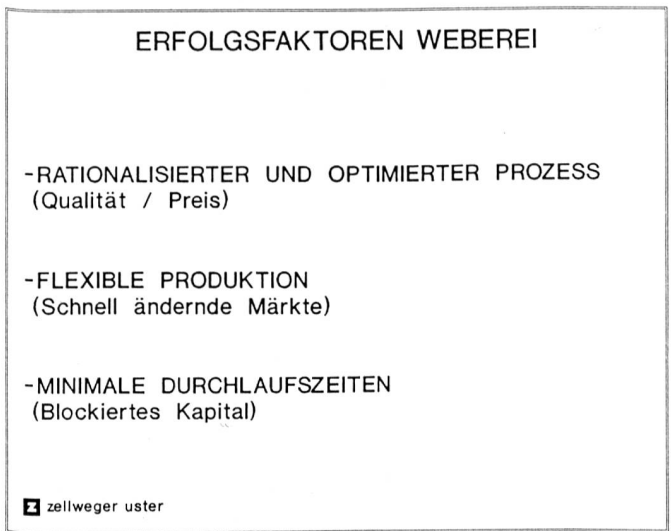 ERFOLGSFAKTOREN WEBEREI
-RATIONALISIERTER UND OPTIMIERTER PROZESS
(Qualität / Preis)
-FLEXIBLE PRODUKTION
(Schnell ändernde Märkte)
-MINIMALE DURCHLAUFSZEITEN
(Blockiertes Kapital)
z zellweger uster